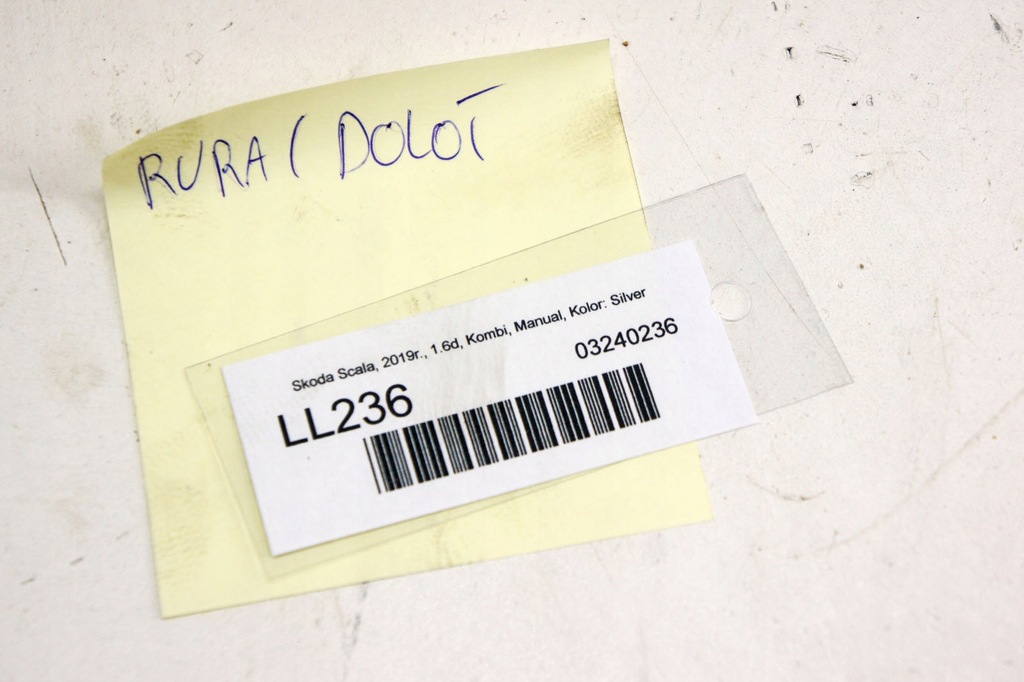 RURA / DOLOT
Skoda Scala, 2019r., 1.6d, Kombi, Manual, Kolor: Silver
03240236
LL236